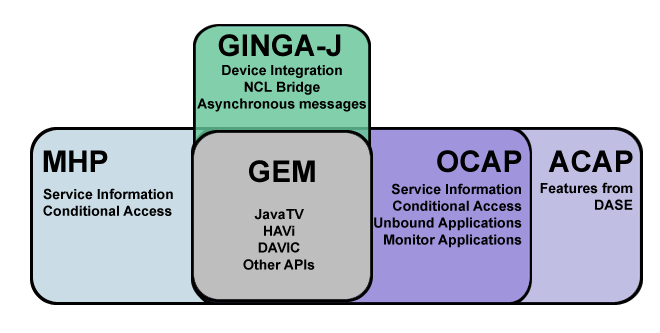 GINGA-J
Device Integration
NCL Bridge
Asynchronous messages
MHP
Service Information
Conditional Access
GEM
JavaTV
HAVi
DAVIC
Other APIs
OCAP
Service Information
Conditional Access
Unbound Applications
Monitor Applications
ACAP
Features from
DASE